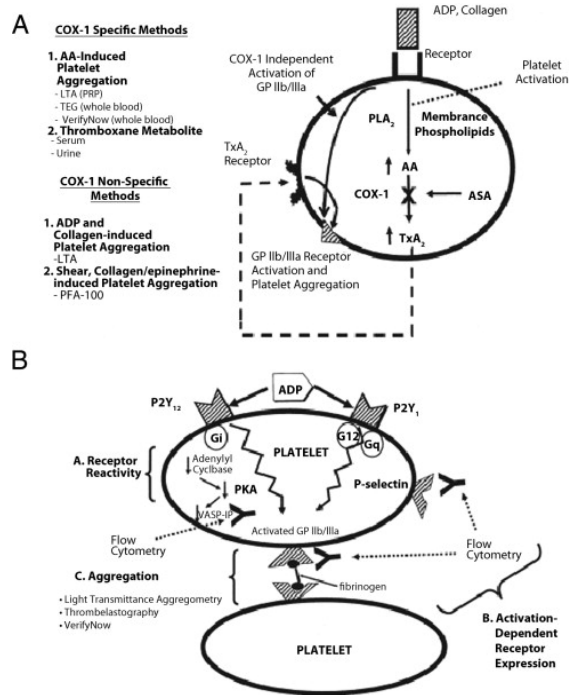 A
COX-1 Specific Methods
1. AA-Induced
Platelet
Aggregation
- LTA (PRP)
- TEG (whole blood)
- VerifyNow (whole blood)
2. Thromboxane Metabolite
- Serum
- Urine
COX-1 Non-Specific
Methods
1. ADP and
Collagen-induced
Platelet Aggregation
-LTA
2. Shear, Collagen/epinephrine-
induced Platelet Aggregation
- PFA-100
ADP, Collagen
Receptor
COX-1 Independent
Activation of
GP IIb/IIIa
Platelet
Activation
PLA2
Membrance
Phospholipids
TxA2
Receptor
AA
COX-1
ASA
TxA2
GP IIb/IIIa Receptor
Activation and
Platelet Aggregation
B
ADP
P2Y12
P2Y1
Gi
G12
Gq
PLATELET
A. Receptor
Reactivity
Adenylyl
Cyclbase
PKA
VASP-IP
P-selectin
Activated GP IIb/IIIa
Flow
Cytometry
Flow
Cytometry
C. Aggregation
• Light Transmittance Aggregometry
• Thrombelastography
• VerifyNow
fibrinogen
B. Activation-
Dependent
Receptor
Expression
PLATELET